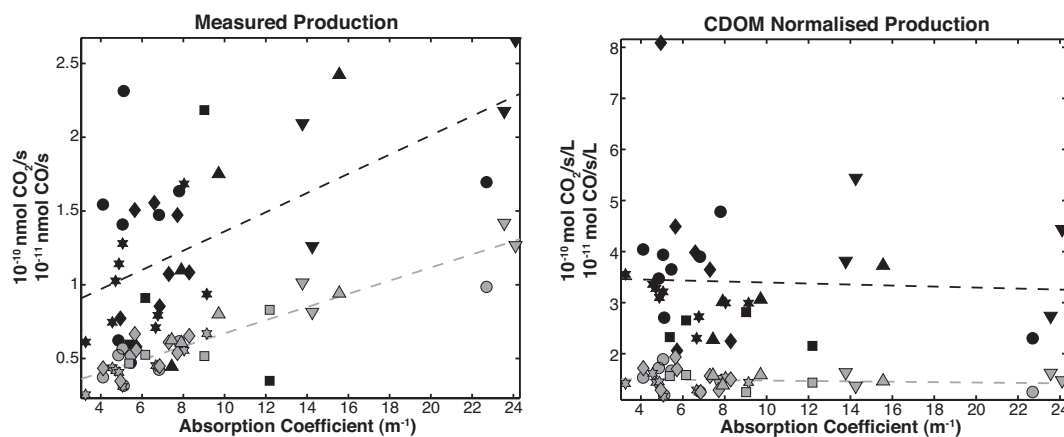 Measured Production
10⁻¹⁰ nmol CO₂/s
10⁻¹¹ nmol CO/s
2.5
2
1.5
1
0.5
4 6 8 10 12 14 16 18 20 22 24
Absorption Coefficient (m⁻¹)
CDOM Normalised Production
10⁻¹⁰ mol CO₂/s/L
10⁻¹¹ mol CO/s/L
8
7
6
5
4
3
2
4 6 8 10 12 14 16 18 20 22 24
Absorption Coefficient (m⁻¹)